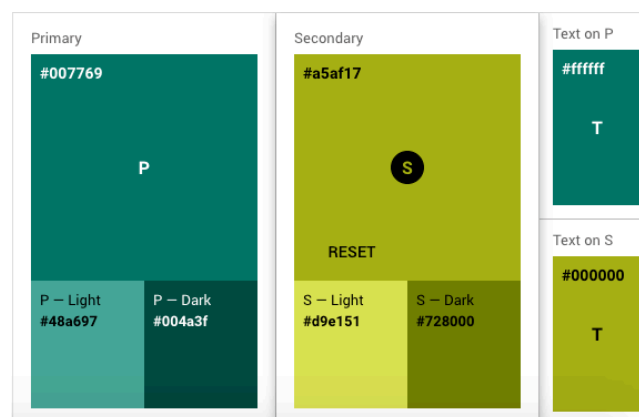 Primary
#007769
P
P — Light
#48a697
P — Dark
#004a3f
Secondary
#a5af17
S
RESET
S — Light
#d9e151
S — Dark
#728000
Text on P
#ffffff
T
Text on S
#000000
T